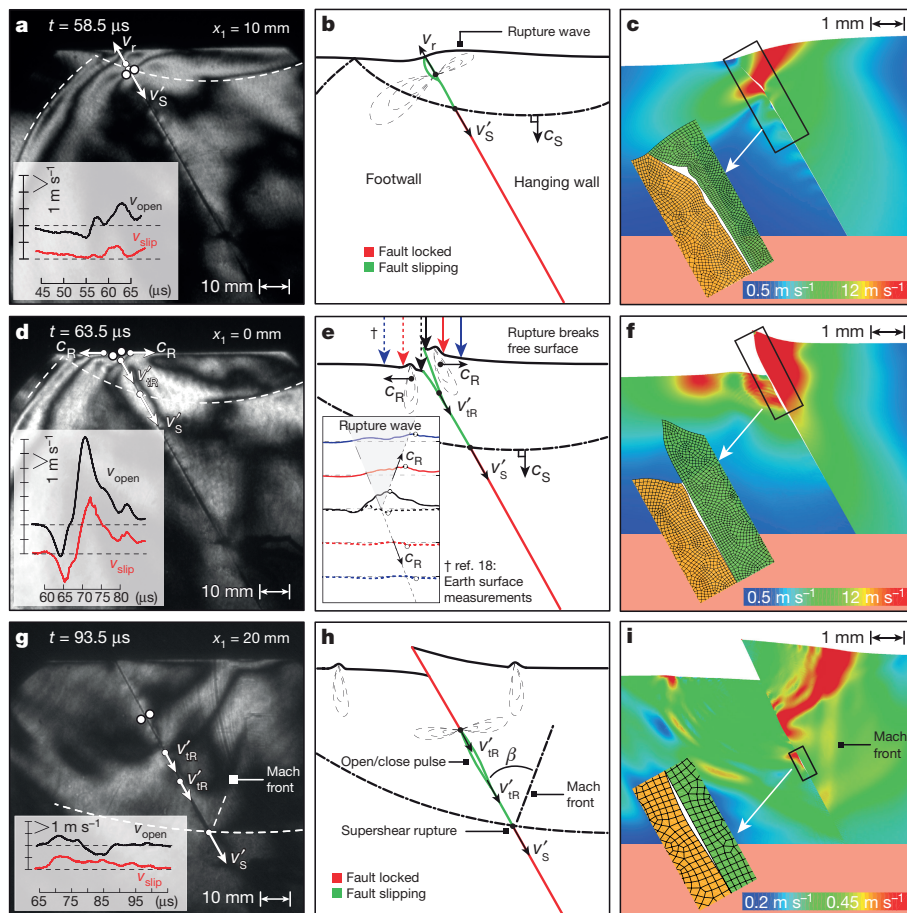 a t = 58.5 μs x1 = 10 mm
vr
v′S
1 m s−1
vopen
vslip
45 50 55 60 65 (μs)
10 mm
b
vr
Rupture wave
v′S
cS
Footwall
Hanging wall
Fault locked
Fault slipping
c
1 mm
0.5 m s−1 12 m s−1
d t = 63.5 μs x1 = 0 mm
cR cR
v′tR
v′S
1 m s−1
vopen
vslip
60 65 70 75 80 (μs)
10 mm
e
†
Rupture breaks
free surface
cR
cR
v′tR
v′S
cS
Rupture wave
cR
cR
† ref. 18:
Earth surface
measurements
f
1 mm
0.5 m s−1 12 m s−1
g t = 93.5 μs x1 = 20 mm
v′tR
v′tR
Mach
front
v′S
1 m s−1
vopen
vslip
65 75 85 95 (μs)
10 mm
h
v′tR
β
Open/close pulse
v′tR
Mach
front
Supershear rupture
v′S
Fault locked
Fault slipping
i
1 mm
Mach
front
0.2 m s−1 0.45 m s−1